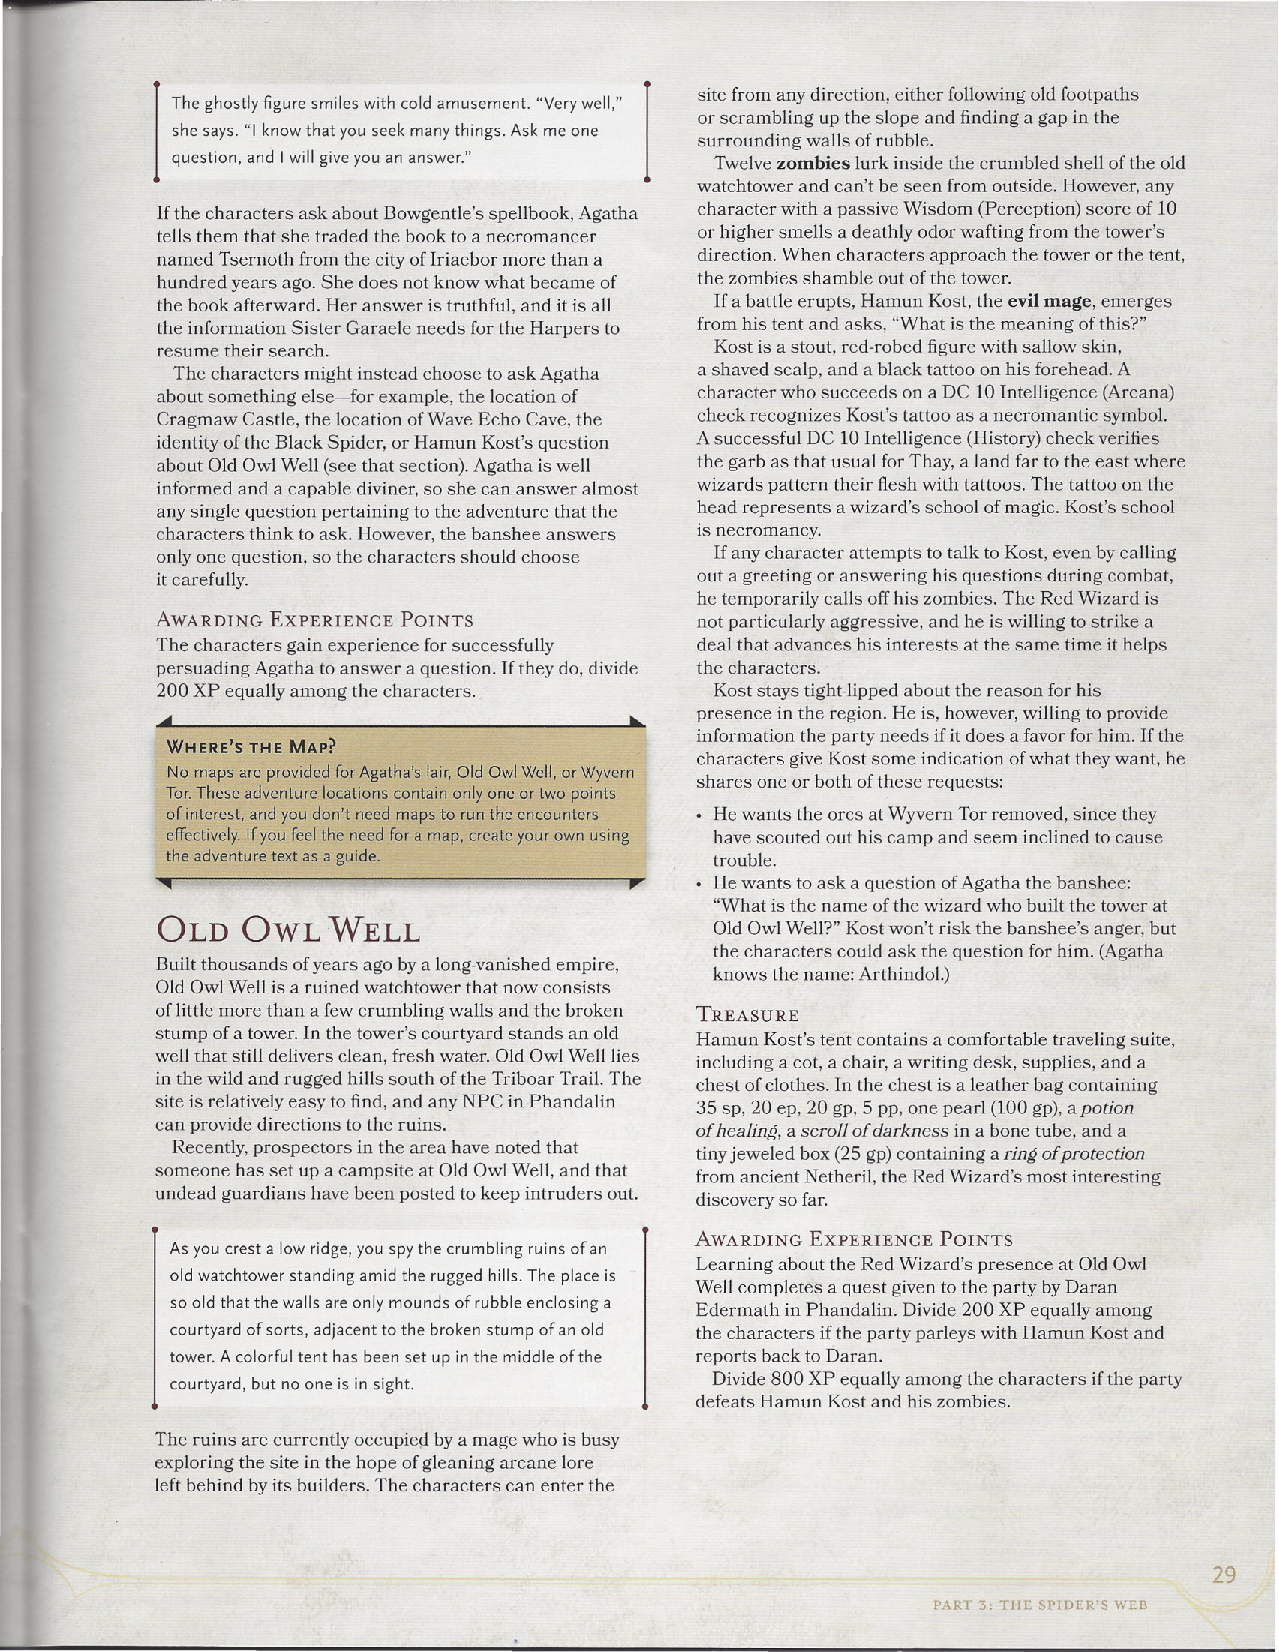 The ghostly figure smiles with cold amusement. “Very well,”
she says. “I know that you seek many things. Ask me one
question, and I will give you an answer.”
If the characters ask about Bowgentle’s spellbook, Agatha
tells them that she traded the book to a necromancer
named Tsernoth from the city of Iriaebor more than a
hundred years ago. She does not know what became of
the book afterward. Her answer is truthful, and it is all
the information Sister Garaele needs for the Harpers to
resume their search.
The characters might instead choose to ask Agatha
about something else—for example, the location of
Cragmaw Castle, the location of Wave Echo Cave, the
identity of the Black Spider, or Hamun Kost’s question
about Old Owl Well (see that section). Agatha is well
informed and a capable diviner, so she can answer almost
any single question pertaining to the adventure that the
characters think to ask. However, the banshee answers
only one question, so the characters should choose
it carefully.
AWARDING EXPERIENCE POINTS
The characters gain experience for successfully
persuading Agatha to answer a question. If they do, divide
200 XP equally among the characters.
WHERE’S THE MAP?
No maps are provided for Agatha’s lair, Old Owl Well, or Wyvern
Tor. These adventure locations contain only one or two points
of interest, and you don’t need maps to run the encounters
effectively. If you feel the need for a map, create your own using
the adventure text as a guide.
OLD OWL WELL
Built thousands of years ago by a long-vanished empire,
Old Owl Well is a ruined watchtower that now consists
of little more than a few crumbling walls and the broken
stump of a tower. In the tower’s courtyard stands an old
well that still delivers clean, fresh water. Old Owl Well lies
in the wild and rugged hills south of the Triboar Trail. The
site is relatively easy to find, and any NPC in Phandalin
can provide directions to the ruins.
Recently, prospectors in the area have noted that
someone has set up a campsite at Old Owl Well, and that
undead guardians have been posted to keep intruders out.
As you crest a low ridge, you spy the crumbling ruins of an
old watchtower standing amid the rugged hills. The place is
so old that the walls are only mounds of rubble enclosing a
courtyard of sorts, adjacent to the broken stump of an old
tower. A colorful tent has been set up in the middle of the
courtyard, but no one is in sight.
The ruins are currently occupied by a mage who is busy
exploring the site in the hope of gleaning arcane lore
left behind by its builders. The characters can enter the
site from any direction, either following old footpaths
or scrambling up the slope and finding a gap in the
surrounding walls of rubble.
Twelve zombies lurk inside the crumbled shell of the old
watchtower and can’t be seen from outside. However, any
character with a passive Wisdom (Perception) score of 10
or higher smells a deathly odor wafting from the tower’s
direction. When characters approach the tower or the tent,
the zombies shamble out of the tower.
If a battle erupts, Hamun Kost, the evil mage, emerges
from his tent and asks, “What is the meaning of this?”
Kost is a stout, red-robed figure with sallow skin,
a shaved scalp, and a black tattoo on his forehead. A
character who succeeds on a DC 10 Intelligence (Arcana)
check recognizes Kost’s tattoo as a necromantic symbol.
A successful DC 10 Intelligence (History) check verifies
the garb as that usual for Thay, a land far to the east where
wizards pattern their flesh with tattoos. The tattoo on the
head represents a wizard’s school of magic. Kost’s school
is necromancy.
If any character attempts to talk to Kost, even by calling
out a greeting or answering his questions during combat,
he temporarily calls off his zombies. The Red Wizard is
not particularly aggressive, and he is willing to strike a
deal that advances his interests at the same time it helps
the characters.
Kost stays tight-lipped about the reason for his
presence in the region. He is, however, willing to provide
information the party needs if it does a favor for him. If the
characters give Kost some indication of what they want, he
shares one or both of these requests:
• He wants the orcs at Wyvern Tor removed, since they
have scouted out his camp and seem inclined to cause
trouble.
• He wants to ask a question of Agatha the banshee:
“What is the name of the wizard who built the tower at
Old Owl Well?” Kost won’t risk the banshee’s anger, but
the characters could ask the question for him. (Agatha
knows the name: Arthindol.)
TREASURE
Hamun Kost’s tent contains a comfortable traveling suite,
including a cot, a chair, a writing desk, supplies, and a
chest of clothes. In the chest is a leather bag containing
35 sp, 20 ep, 20 gp, 5 pp, one pearl (100 gp), a potion
of healing, a scroll of darkness in a bone tube, and a
tiny jeweled box (25 gp) containing a ring of protection
from ancient Netheril, the Red Wizard’s most interesting
discovery so far.
AWARDING EXPERIENCE POINTS
Learning about the Red Wizard’s presence at Old Owl
Well completes a quest given to the party by Daran
Edermath in Phandalin. Divide 200 XP equally among
the characters if the party parleys with Hamun Kost and
reports back to Daran.
Divide 800 XP equally among the characters if the party
defeats Hamun Kost and his zombies.
29
PART 3: THE SPIDER’S WEB